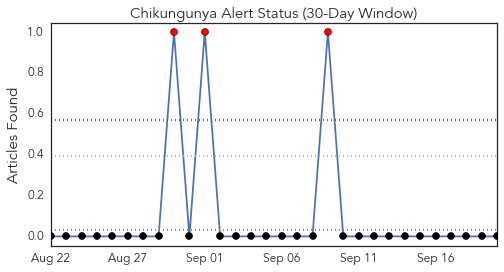 Chikungunya Alert Status (30-Day Window)
Articles Found
1.0
0.8
0.6
0.4
0.2
0.0
Aug 22 Aug 27 Sep 01 Sep 06 Sep 11 Sep 16